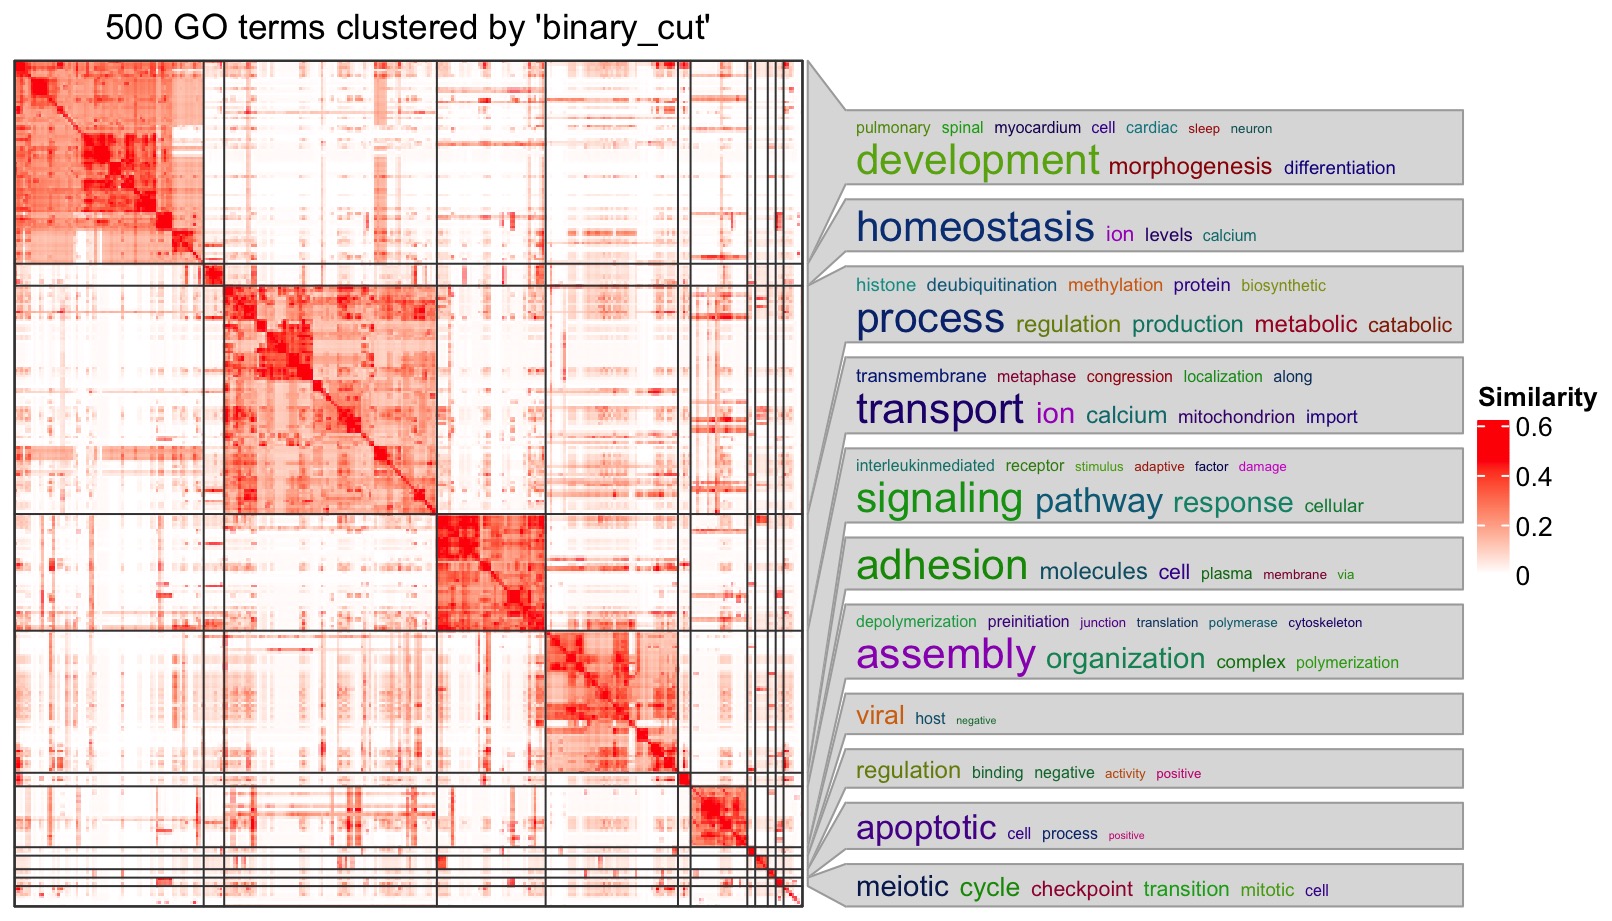 500 GO terms clustered by 'binary_cut'
pulmonary spinal myocardium cell cardiac sleep neuron
development morphogenesis differentiation
homeostasis ion levels calcium
histone deubiquitination methylation protein biosynthetic
process regulation production metabolic catabolic
transmembrane metaphase congression localization along
transport ion calcium mitochondrion import
interleukinmediated receptor stimulus adaptive factor damage
signaling pathway response cellular
adhesion molecules cell plasma membrane via
depolymerization preinitiation junction translation polymerase cytoskeleton
assembly organization complex polymerization
viral host negative
regulation binding negative activity positive
apoptotic cell process positive
meiotic cycle checkpoint transition mitotic cell
Similarity
0.6
0.4
0.2
0